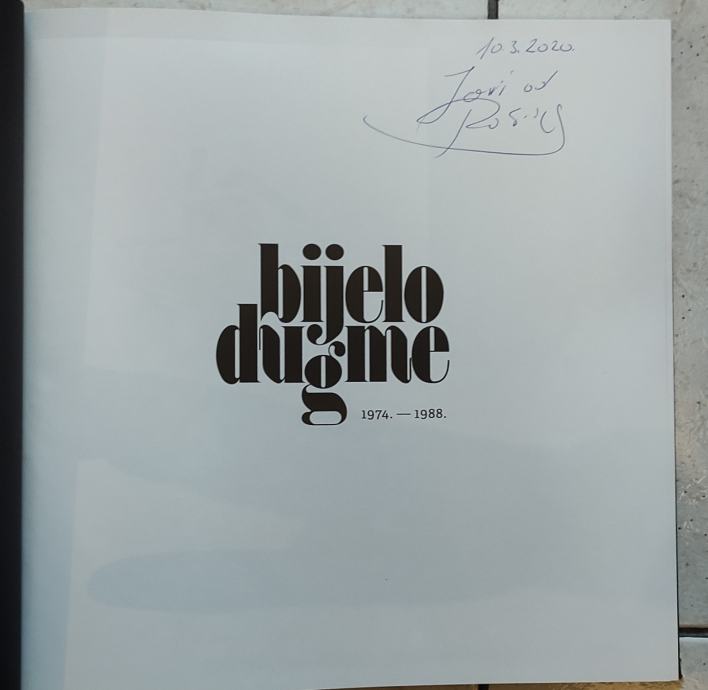 10.3.2020.
Jovi od
bijelo
dugme
1974. — 1988.